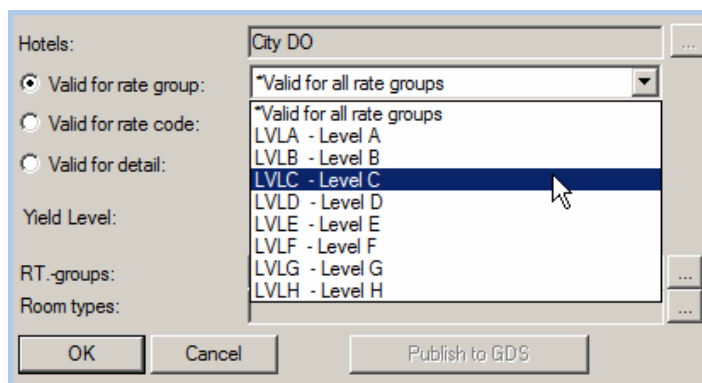 Hotels: City DO ...
Valid for rate group: *Valid for all rate groups
*Valid for all rate groups
Valid for rate code:
LVLA - Level A
LVLB - Level B
Valid for detail:
LVLC - Level C
LVLD - Level D
Yield Level:
LVLE - Level E
LVLF - Level F
RT.-groups:
LVLG - Level G
...
LVLH - Level H
Room types:
...
OK Cancel Publish to GDS